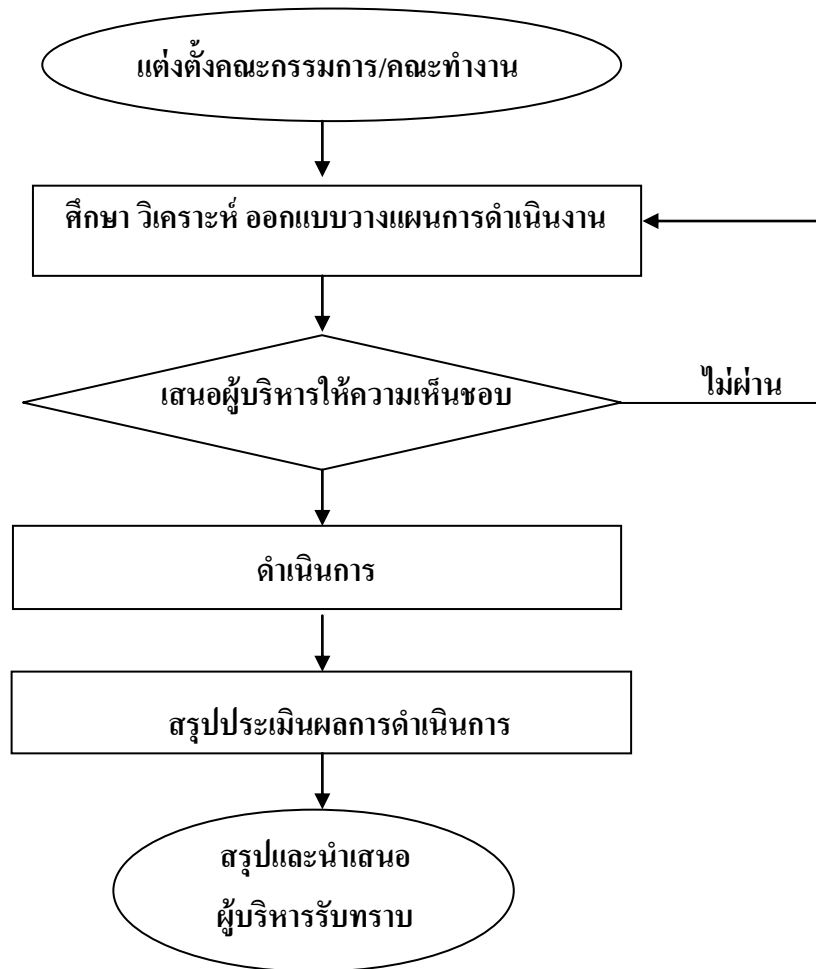 แต่งตั้งคณะกรรมการ/คณะทำงาน
ศึกษา วิเคราะห์ ออกแบบวางแผนการดำเนินงาน
เสนอผู้บริหารให้ความเห็นชอบ
ไม่ผ่าน
ดำเนินการ
สรุปประเมินผลการดำเนินการ
สรุปและนำเสนอ
ผู้บริหารรับทราบ